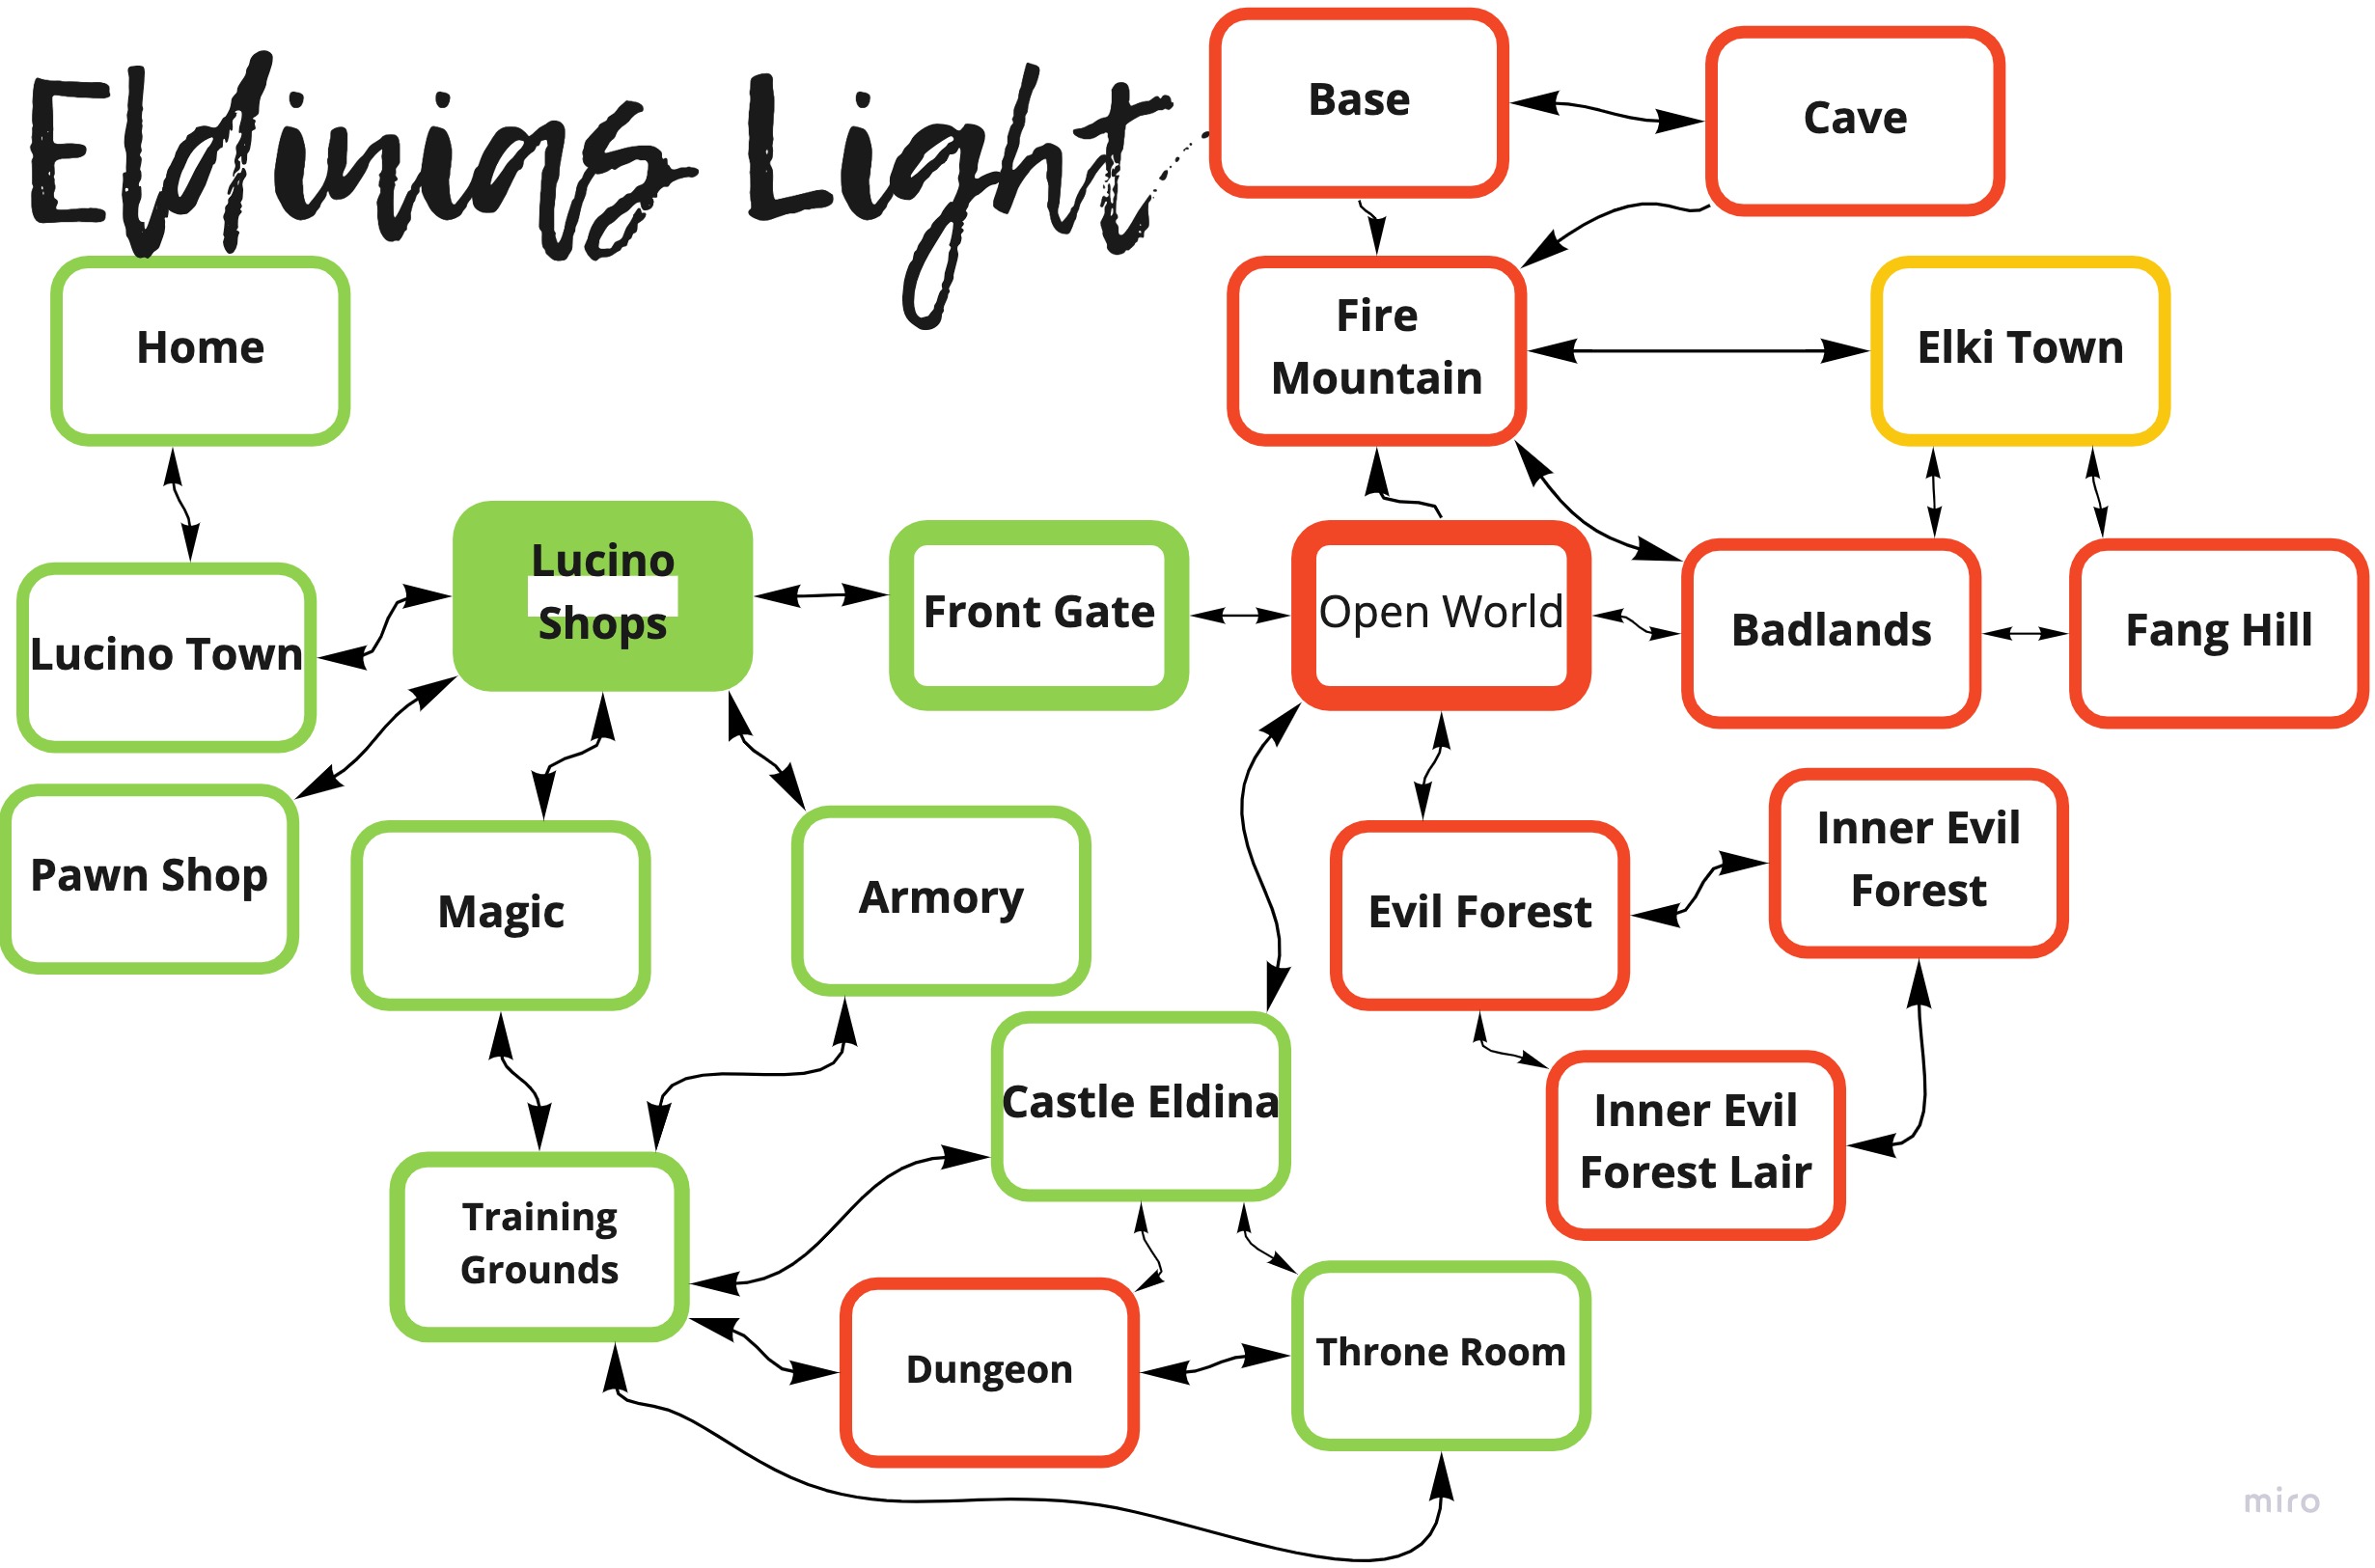 Eldinias Light
Base
Cave
Fire
Mountain
Elki Town
Home
Lucino
Shops
Front Gate
Open World
Badlands
Fang Hill
Lucino Town
Pawn Shop
Magic
Armory
Evil Forest
Inner Evil
Forest
Castle Eldina
Inner Evil
Forest Lair
Training
Grounds
Dungeon
Throne Room
miro